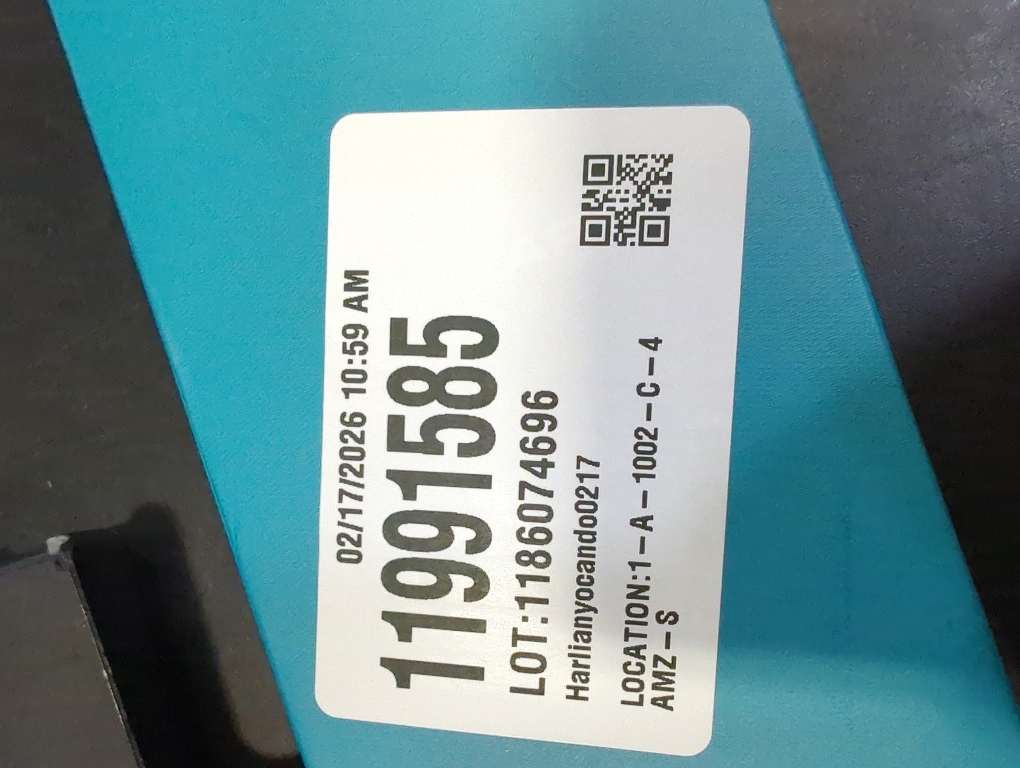 02/17/2026 10:59 AM
11991585
LOT:1186074696
Harlianyocando0217
LOCATION:1-A-1002-C-4
AMZ-S